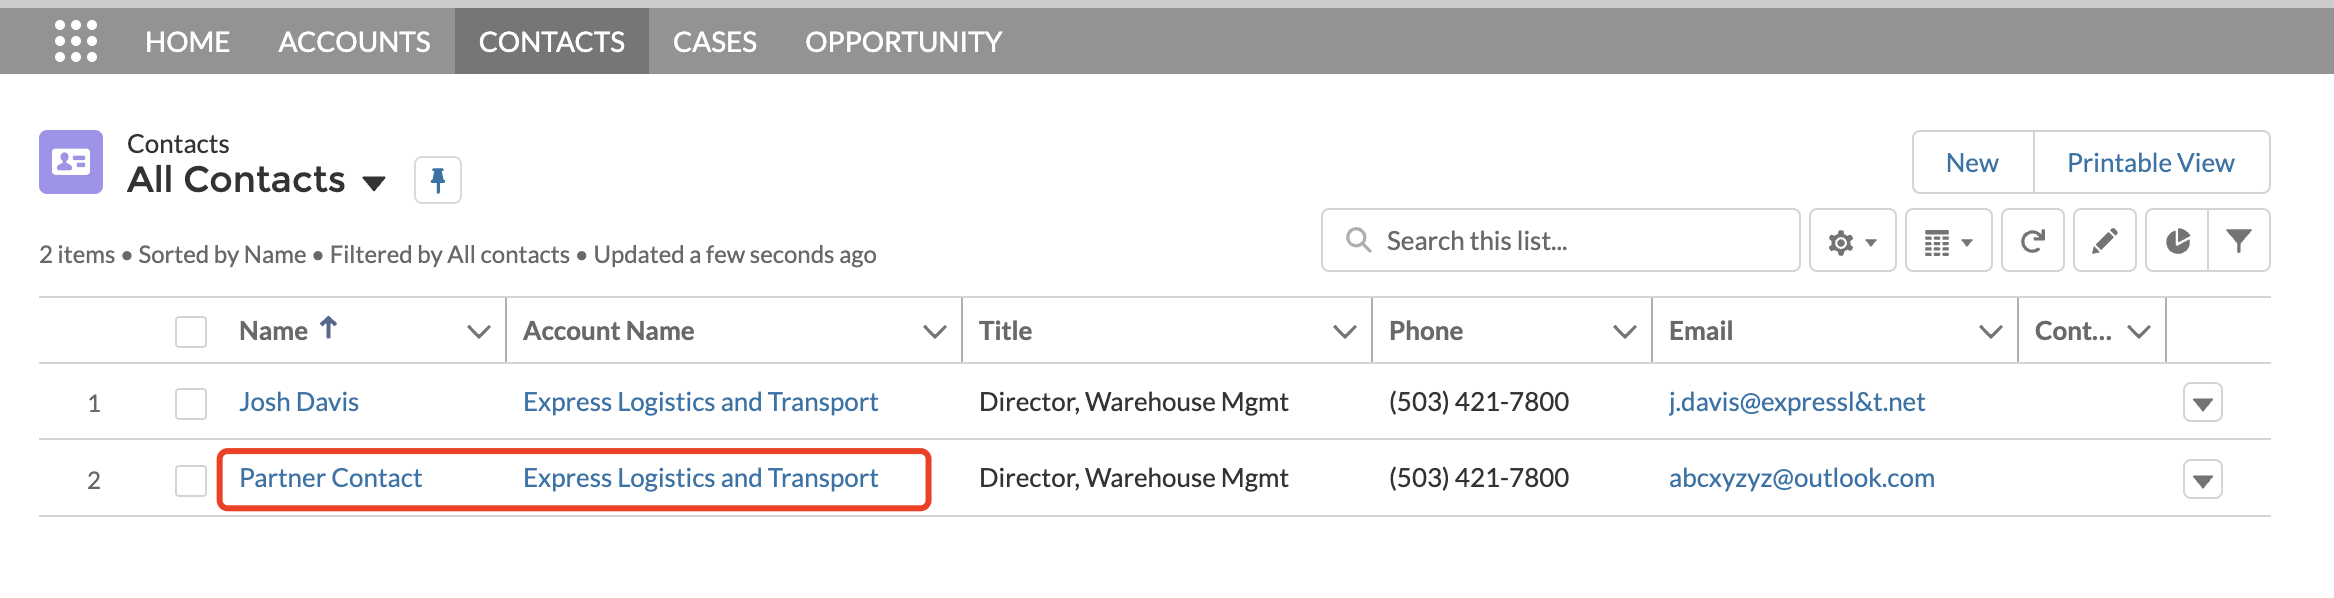 HOME ACCOUNTS CONTACTS CASES OPPORTUNITY
Contacts
All Contacts
New Printable View
Search this list...
2 items • Sorted by Name • Filtered by All contacts • Updated a few seconds ago
Name Account Name Title Phone Email Cont...
1 Josh Davis Express Logistics and Transport Director, Warehouse Mgmt (503) 421-7800 j.davis@expressl&t.net
2 Partner Contact Express Logistics and Transport Director, Warehouse Mgmt (503) 421-7800 abcxyzyz@outlook.com